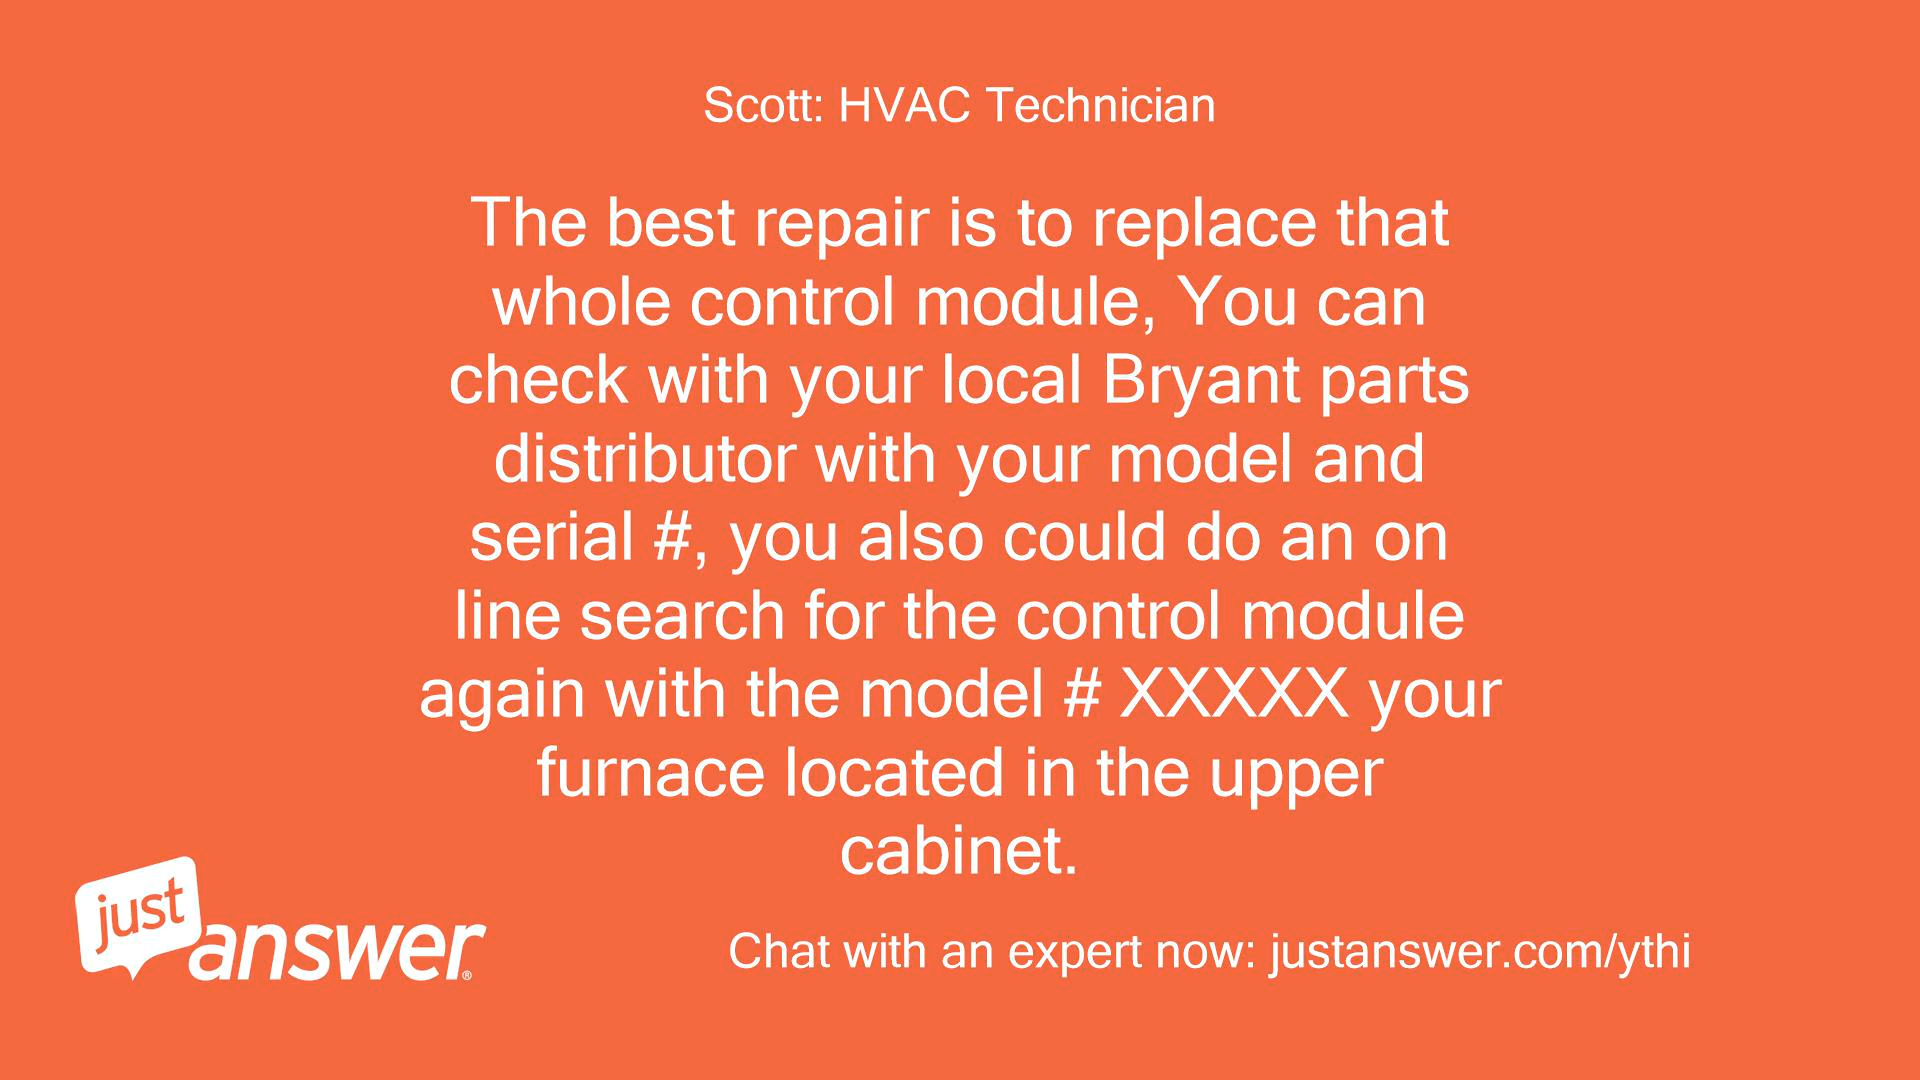 Scott: HVAC Technician
The best repair is to replace that
whole control module, You can
check with your local Bryant parts
distributor with your model and
serial #, you also could do an on
line search for the control module
again with the model # XXXXX your
furnace located in the upper
cabinet.
just
answer®
Chat with an expert now: justanswer.com/ythi